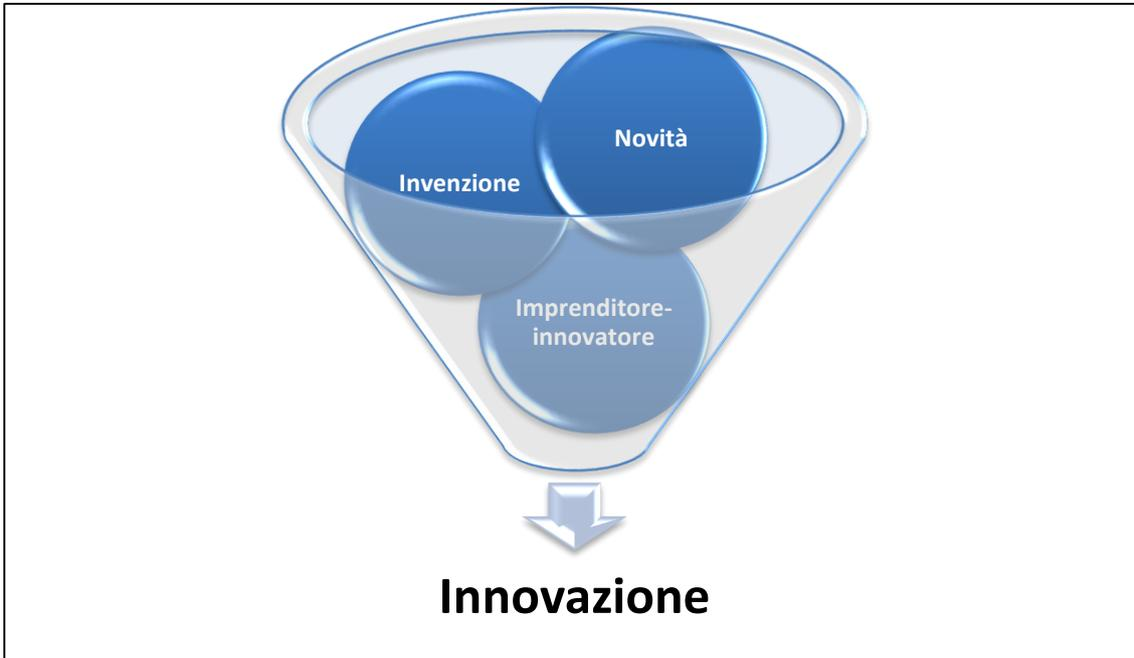 Novità
Invenzione
Imprenditore-
innovatore
Innovazione